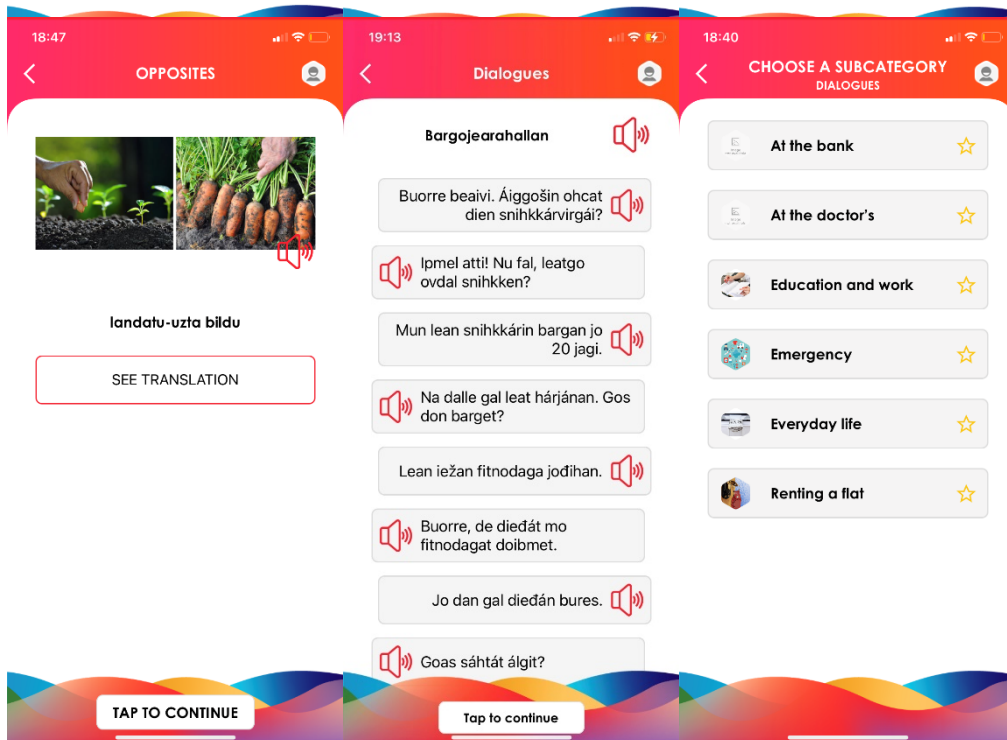 18:47
OPPOSITES
landatu-uzta bildu
SEE TRANSLATION
TAP TO CONTINUE
19:13
Dialogues
Bargojearahallan
Buorre beaivi. Áiggošin ohcat
dien snihkkárvirgái?
Ipmel atti! Nu fal, leatgo
ovdal snihkken?
Mun lean snihkkárin bargan jo
20 jagi.
Na dalle gal leat hárjánan. Gos
don barget?
Lean iežan fitnodaga jođihan.
Buorre, de dieđát mo
fitnodagat doibmet.
Jo dan gal dieđán bures.
Goas sáhtát álgit?
Tap to continue
18:40
CHOOSE A SUBCATEGORY
DIALOGUES
At the bank
At the doctor's
Education and work
Emergency
Everyday life
Renting a flat